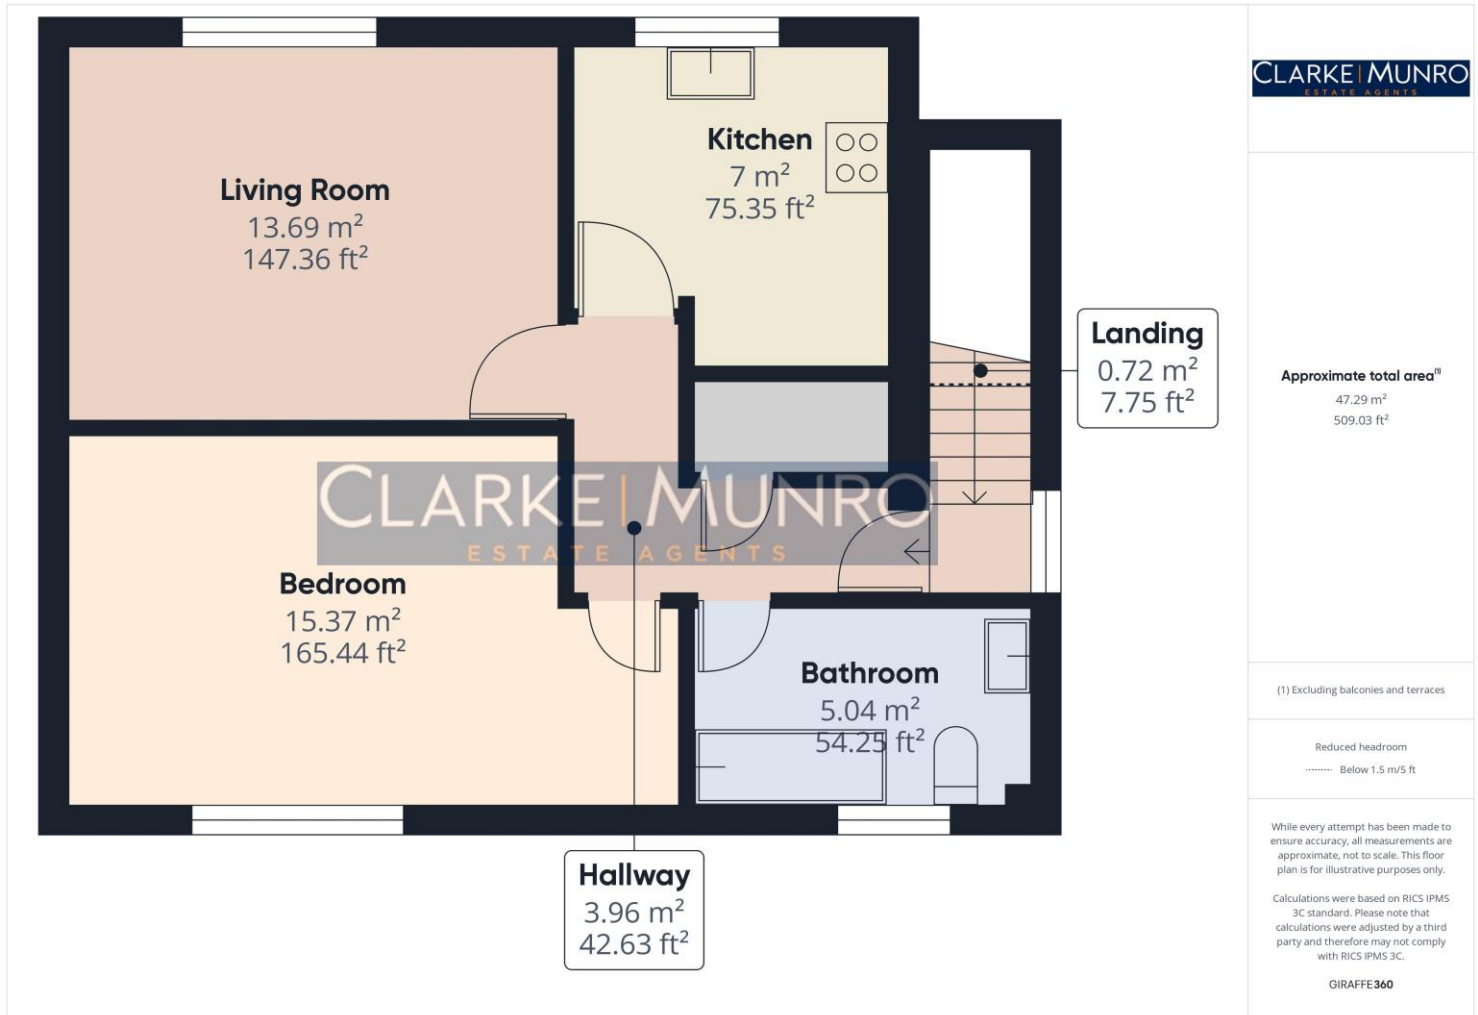 CLARKE|MUNRO
ESTATE AGENTS
Living Room
13.69 m²
147.36 ft²
Kitchen
7 m²
75.35 ft²
Landing
0.72 m²
7.75 ft²
CLARKE|MUNRO
ESTATE AGENTS
Bedroom
15.37 m²
165.44 ft²
Bathroom
5.04 m²
54.25 ft²
Hallway
3.96 m²
42.63 ft²
Approximate total area⁽¹⁾
47.29 m²
509.03 ft²
(1) Excluding balconies and terraces
Reduced headroom
Below 1.5 m/5 ft
While every attempt has been made to
ensure accuracy, all measurements are
approximate, not to scale. This floor
plan is for illustrative purposes only.
Calculations were based on RICS IPMS
3C standard. Please note that
calculations were adjusted by a third
party and therefore may not comply
with RICS IPMS 3C.
GIRAFFE360